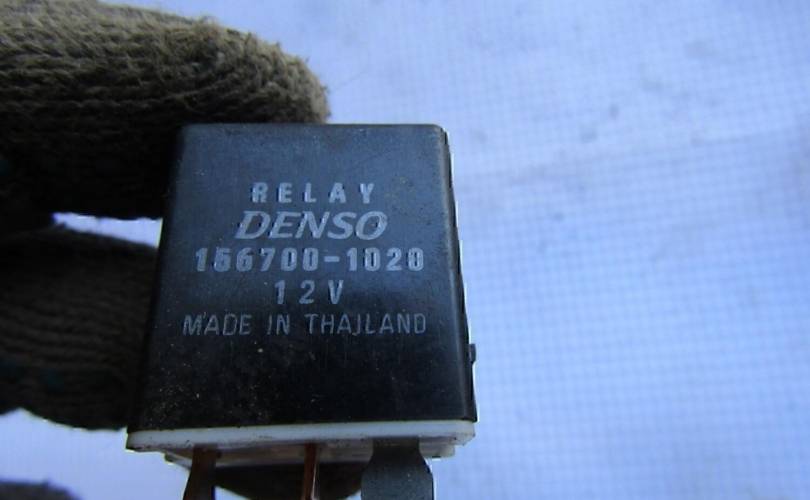 RELAY
DENSO
156700-1020
12V
MADE IN THAILAND